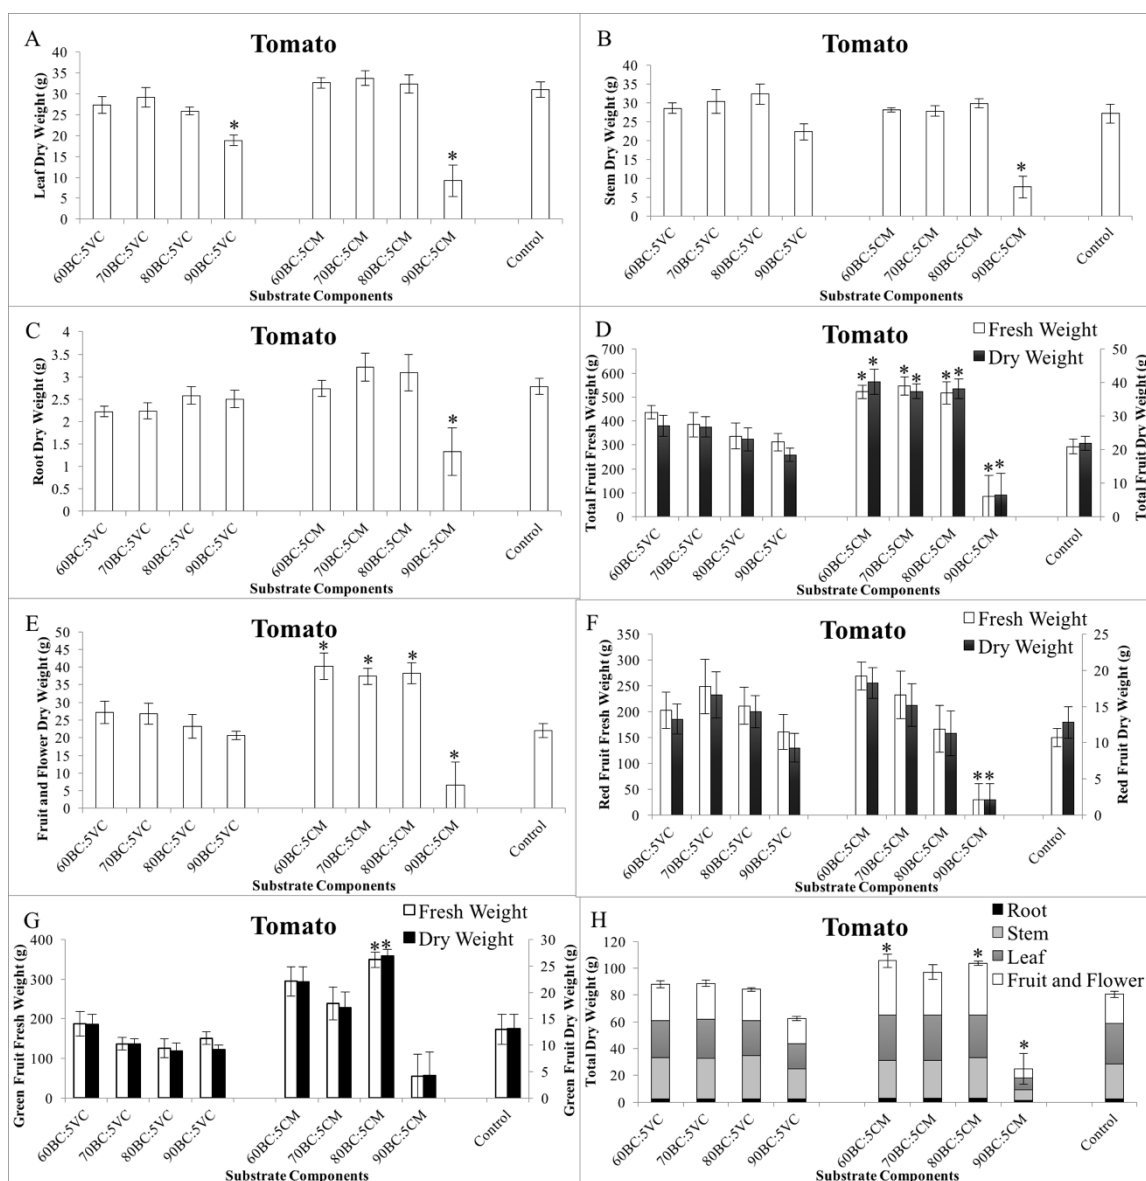 A
Tomato
Leaf Dry Weight (g)
40
35
30
25
20
15
10
5
0
*
*
60BC:5VC
70BC:5VC
80BC:5VC
90BC:5VC
60BC:5CM
70BC:5CM
80BC:5CM
90BC:5CM
Control
Substrate Components
B
Tomato
Stem Dry Weight (g)
40
35
30
25
20
15
10
5
0
*
60BC:5VC
70BC:5VC
80BC:5VC
90BC:5VC
60BC:5CM
70BC:5CM
80BC:5CM
90BC:5CM
Control
Substrate Components
C
Tomato
Root Dry Weight (g)
4
3.5
3
2.5
2
1.5
1
0.5
0
*
60BC:5VC
70BC:5VC
80BC:5VC
90BC:5VC
60BC:5CM
70BC:5CM
80BC:5CM
90BC:5CM
Control
Substrate Components
D
Tomato
Fresh Weight
Dry Weight
Total Fruit Fresh Weight (g)
700
600
500
400
300
200
100
0
* *
* *
* *
* *
50
40
30
20
10
0
Total Fruit Dry Weight (g)
60BC:5VC
70BC:5VC
80BC:5VC
90BC:5VC
60BC:5CM
70BC:5CM
80BC:5CM
90BC:5CM
Control
Substrate Components
E
Tomato
Fruit and Flower Dry Weight (g)
50
45
40
35
30
25
20
15
10
5
0
*
*
*
*
60BC:5VC
70BC:5VC
80BC:5VC
90BC:5VC
60BC:5CM
70BC:5CM
80BC:5CM
90BC:5CM
Control
Substrate Components
F
Tomato
Fresh Weight
Dry Weight
Red Fruit Fresh Weight (g)
350
300
250
200
150
100
50
0
**
25
20
15
10
5
0
Red Fruit Dry Weight (g)
60BC:5VC
70BC:5VC
80BC:5VC
90BC:5VC
60BC:5CM
70BC:5CM
80BC:5CM
90BC:5CM
Control
Substrate Components
G
Tomato
Fresh Weight
Dry Weight
Green Fruit Fresh Weight (g)
400
300
200
100
0
**
30
25
20
15
10
5
0
Green Fruit Dry Weight (g)
60BC:5VC
70BC:5VC
80BC:5VC
90BC:5VC
60BC:5CM
70BC:5CM
80BC:5CM
90BC:5CM
Control
Substrate Components
H
Tomato
Root
Stem
Leaf
Fruit and Flower
Total Dry Weight (g)
120
100
80
60
40
20
0
*
*
*
60BC:5VC
70BC:5VC
80BC:5VC
90BC:5VC
60BC:5CM
70BC:5CM
80BC:5CM
90BC:5CM
Control
Substrate Components